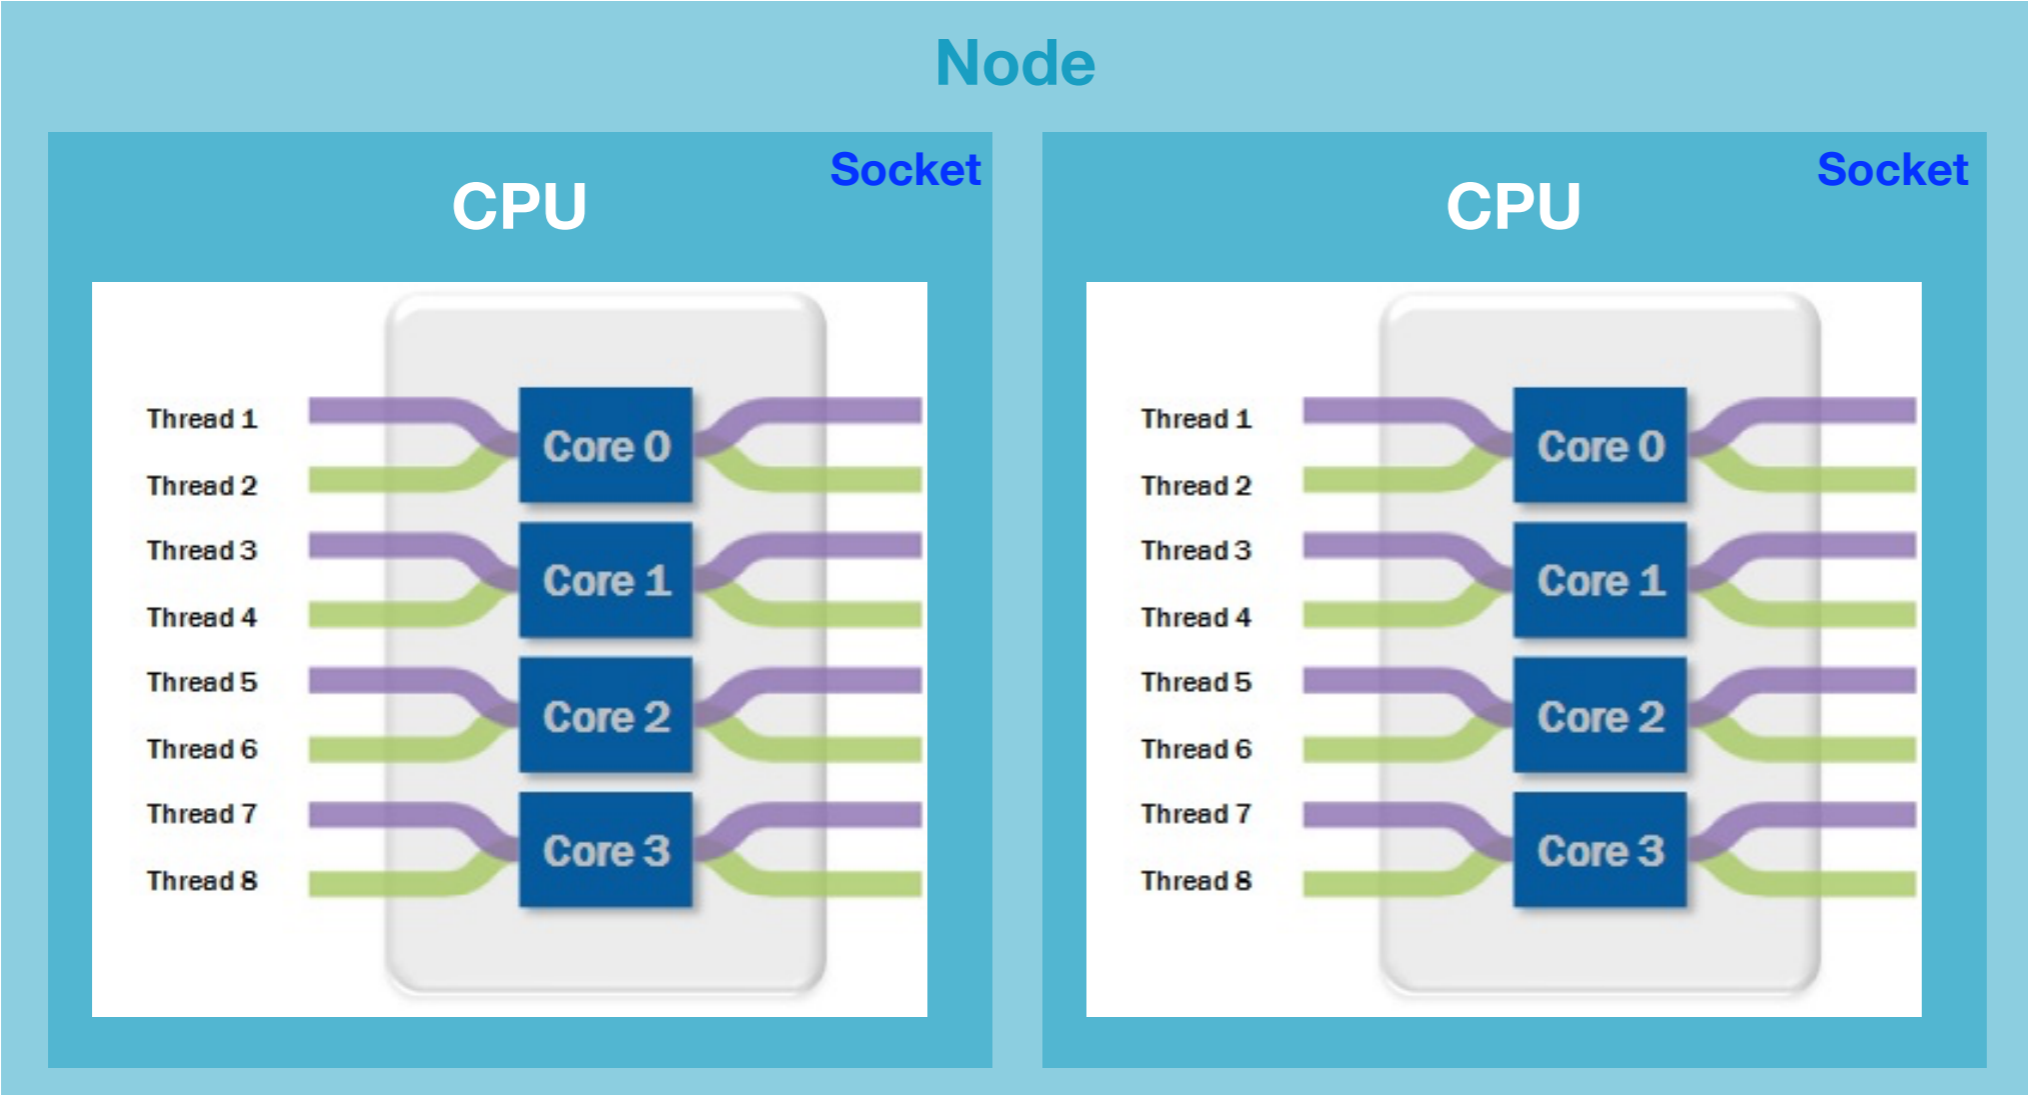 Node
Socket
CPU
Thread 1
Thread 2
Core 0
Thread 3
Thread 4
Core 1
Thread 5
Thread 6
Core 2
Thread 7
Thread 8
Core 3
Socket
CPU
Thread 1
Thread 2
Core 0
Thread 3
Thread 4
Core 1
Thread 5
Thread 6
Core 2
Thread 7
Thread 8
Core 3